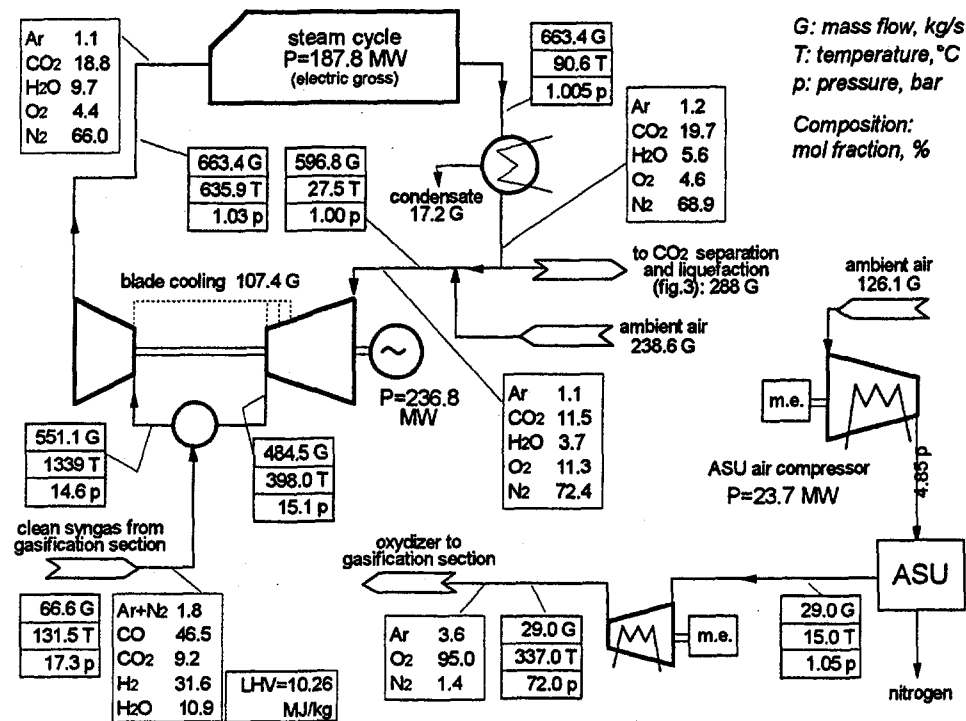 Ar 1.1
CO2 18.8
H2O 9.7
O2 4.4
N2 66.0
steam cycle
P=187.8 MW
(electric gross)
663.4 G
90.6 T
1.005 p
G: mass flow, kg/s
T: temperature,°C
p: pressure, bar
Composition:
mol fraction, %
Ar 1.2
CO2 19.7
H2O 5.6
O2 4.6
N2 68.9
663.4 G
635.9 T
1.03 p
596.8 G
27.5 T
1.00 p
condensate
17.2 G
blade cooling 107.4 G
to CO2 separation
and liquefaction
(fig.3): 288 G
ambient air
238.6 G
ambient air
126.1 G
P=236.8
MW
m.e.
4.85 p
ASU air compressor
P=23.7 MW
551.1 G
1339 T
14.6 p
484.5 G
398.0 T
15.1 p
Ar 1.1
CO2 11.5
H2O 3.7
O2 11.3
N2 72.4
clean syngas from
gasification section
66.6 G
131.5 T
17.3 p
Ar+N2 1.8
CO 46.5
CO2 9.2
H2 31.6
H2O 10.9
LHV=10.26
MJ/kg
oxydizer to
gasification section
Ar 3.6
O2 95.0
N2 1.4
29.0 G
337.0 T
72.0 p
m.e.
29.0 G
15.0 T
1.05 p
ASU
nitrogen